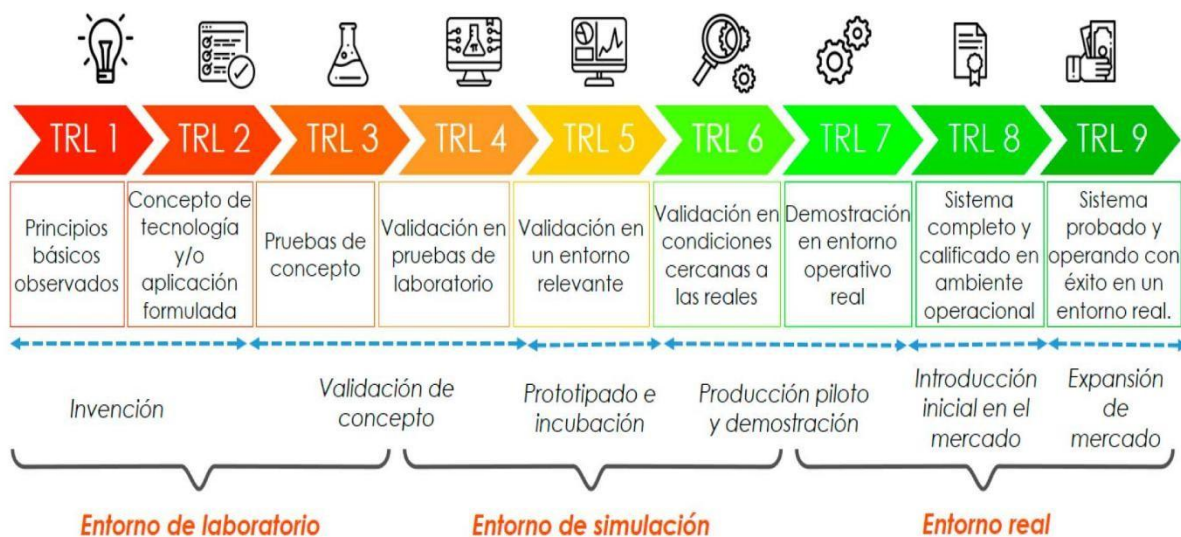 TRL 1
TRL 2
TRL 3
TRL 4
TRL 5
TRL 6
TRL 7
TRL 8
TRL 9
Principios
básicos
observados
Concepto de
tecnología
y/o
aplicación
formulada
Pruebas de
concepto
Validación en
pruebas de
laboratorio
Validación en
un entorno
relevante
Validación en
condiciones
cercanas a
las reales
Demostración
en entorno
operativo
real
Sistema
completo y
calificado en
ambiente
operacional
Sistema
probado y
operando con
éxito en un
entorno real.
Invención
Validación de
concepto
Prototipado e
incubación
Producción piloto
y demostración
Introducción
inicial en el
mercado
Expansión
de
mercado
Entorno de laboratorio
Entorno de simulación
Entorno real